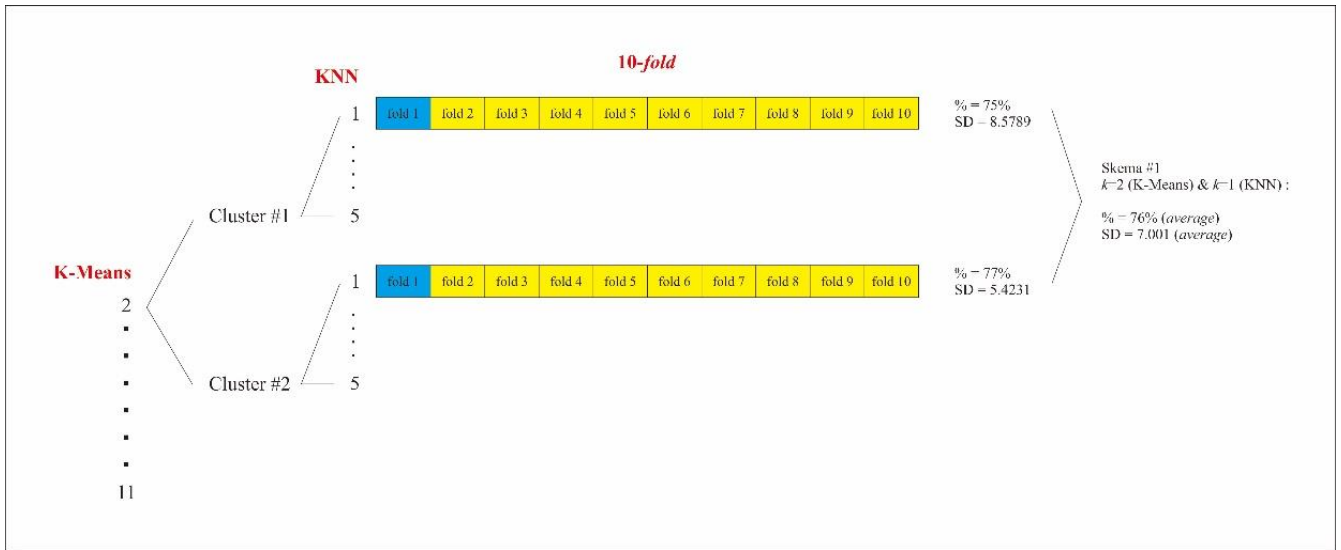 10-fold
KNN
1 fold 1 fold 2 fold 3 fold 4 fold 5 fold 6 fold 7 fold 8 fold 9 fold 10
% = 75%
SD = 8.5789
Cluster #1
5
Skema #1
k=2 (K-Means) & k=1 (KNN) :
% = 76% (average)
SD = 7.001 (average)
K-Means
2
1 fold 1 fold 2 fold 3 fold 4 fold 5 fold 6 fold 7 fold 8 fold 9 fold 10
% = 77%
SD = 5.4231
Cluster #2
5
11